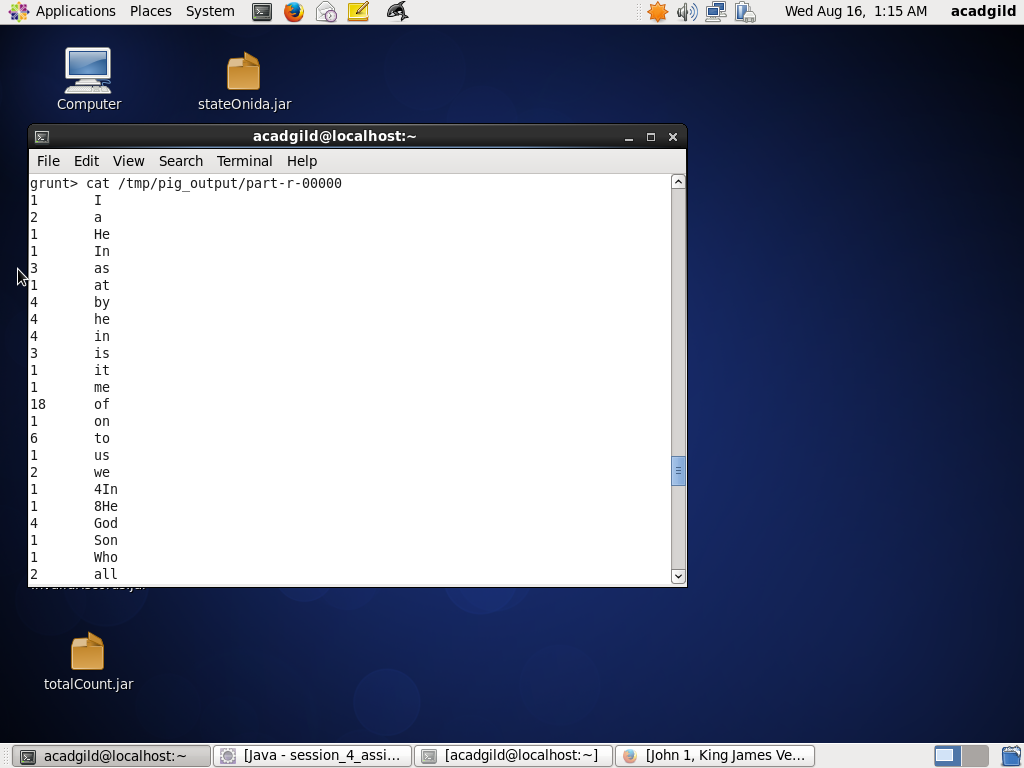 Applications Places System Wed Aug 16, 1:15 AM acadgild
Computer
stateOnida.jar
acadgild@localhost:~
File Edit View Search Terminal Help
grunt> cat /tmp/pig_output/part-r-00000
1 I
2 a
1 He
1 In
3 as
1 at
4 by
4 he
4 in
3 is
1 it
1 me
18 of
1 on
6 to
1 us
2 we
1 4In
1 8He
4 God
1 Son
1 Who
2 all
totalCount.jar
acadgild@localhost:~ [Java - session_4_assi... [acadgild@localhost:~] [John 1, King James Ve...